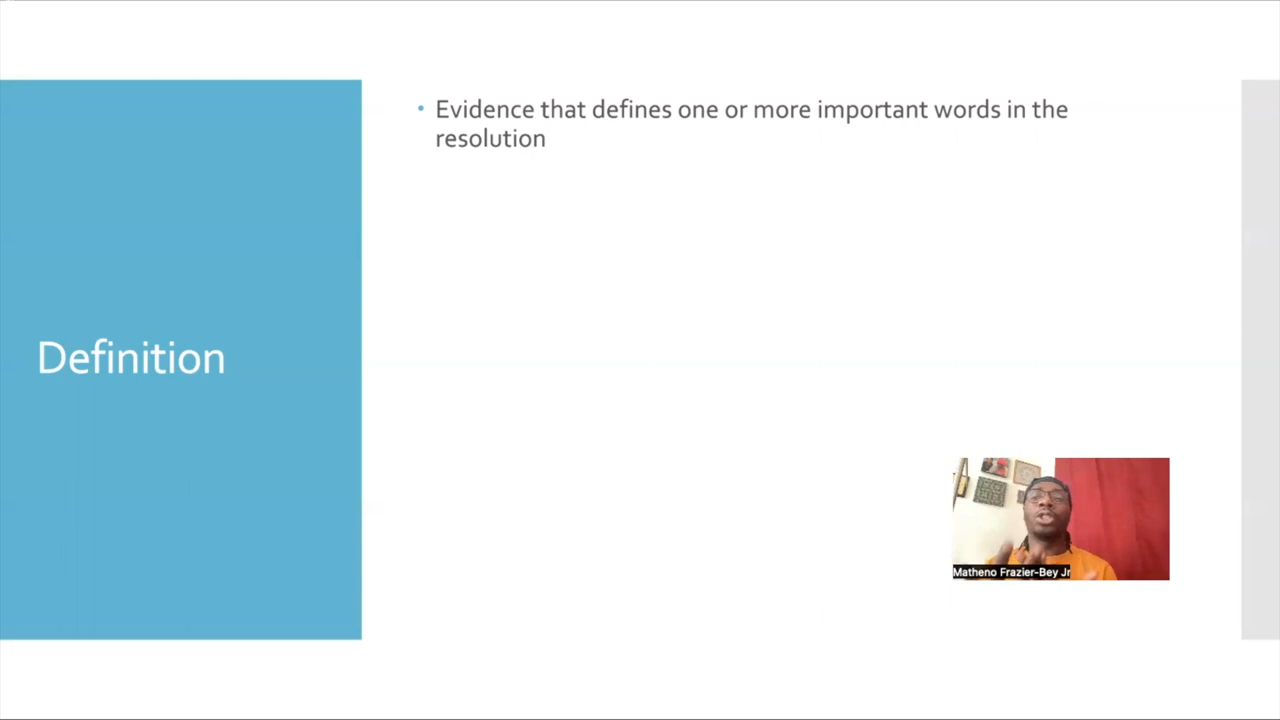 Definition
• Evidence that defines one or more important words in the
resolution
Matheno Frazier-Bey Jr